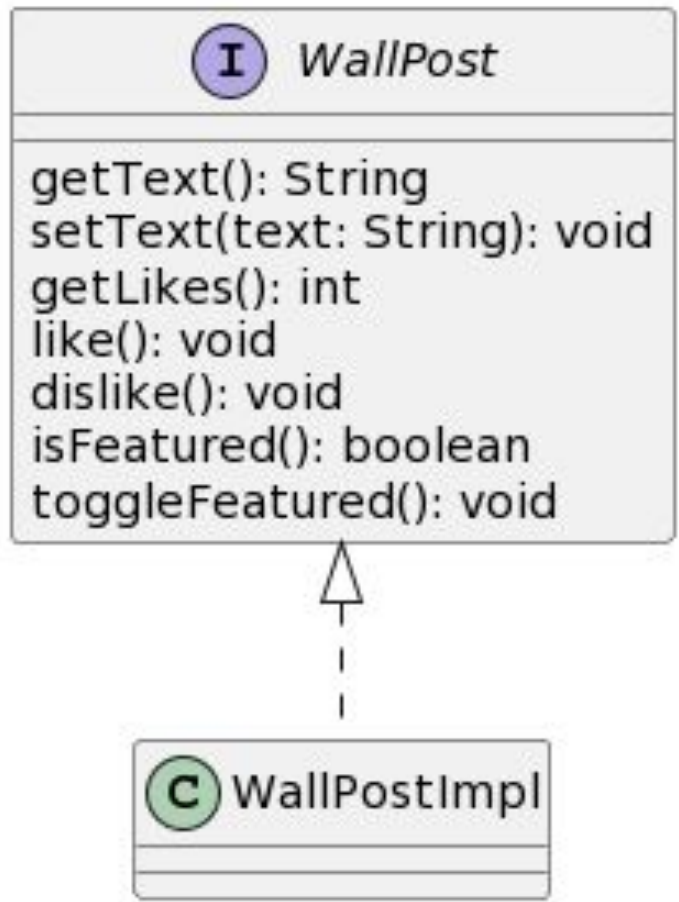 I WallPost
getText(): String
setText(text: String): void
getLikes(): int
like(): void
dislike(): void
isFeatured(): boolean
toggleFeatured(): void
C WallPostImpl